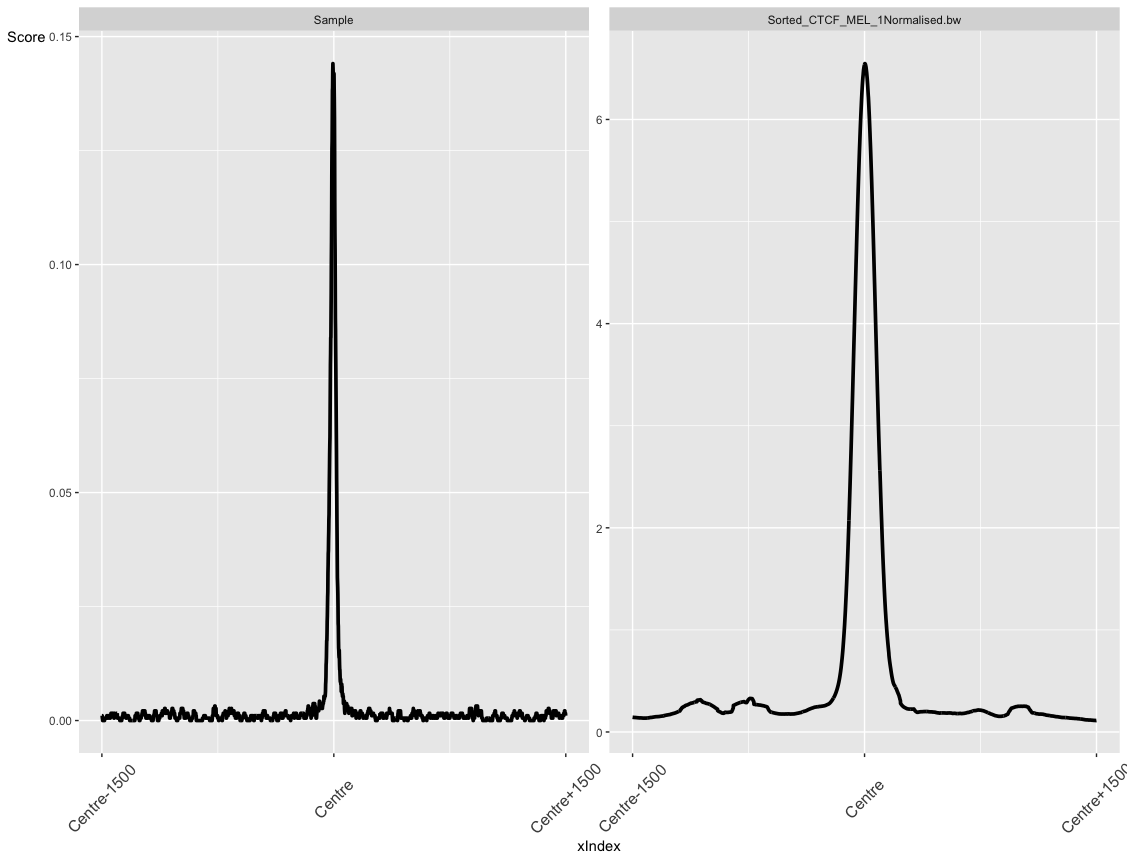 Sample
Sorted_CTCF_MEL_1Normalised.bw
Score
0.15
0.10
0.05
0.00
6
4
2
0
Centre-1500
Centre
Centre+1500
Centre-1500
Centre
Centre+1500
xIndex